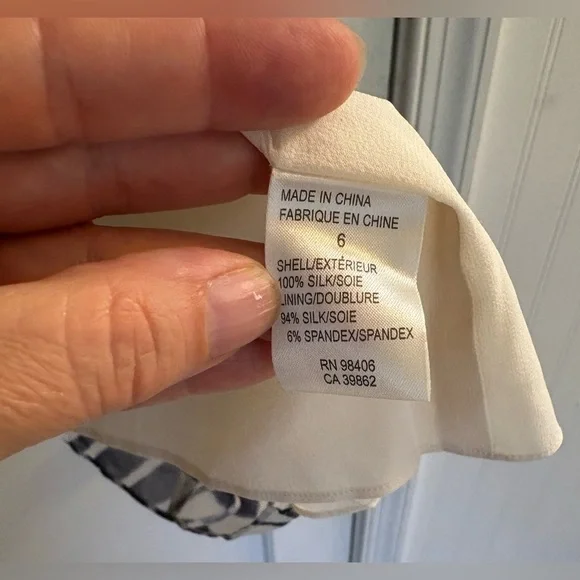 MADE IN CHINA
FABRIQUE EN CHINE
6
SHELL/EXTÉRIEUR
100% SILK/SOIE
LINING/DOUBLURE
94% SILK/SOIE
6% SPANDEX/SPANDEX
RN 98406
CA 39862